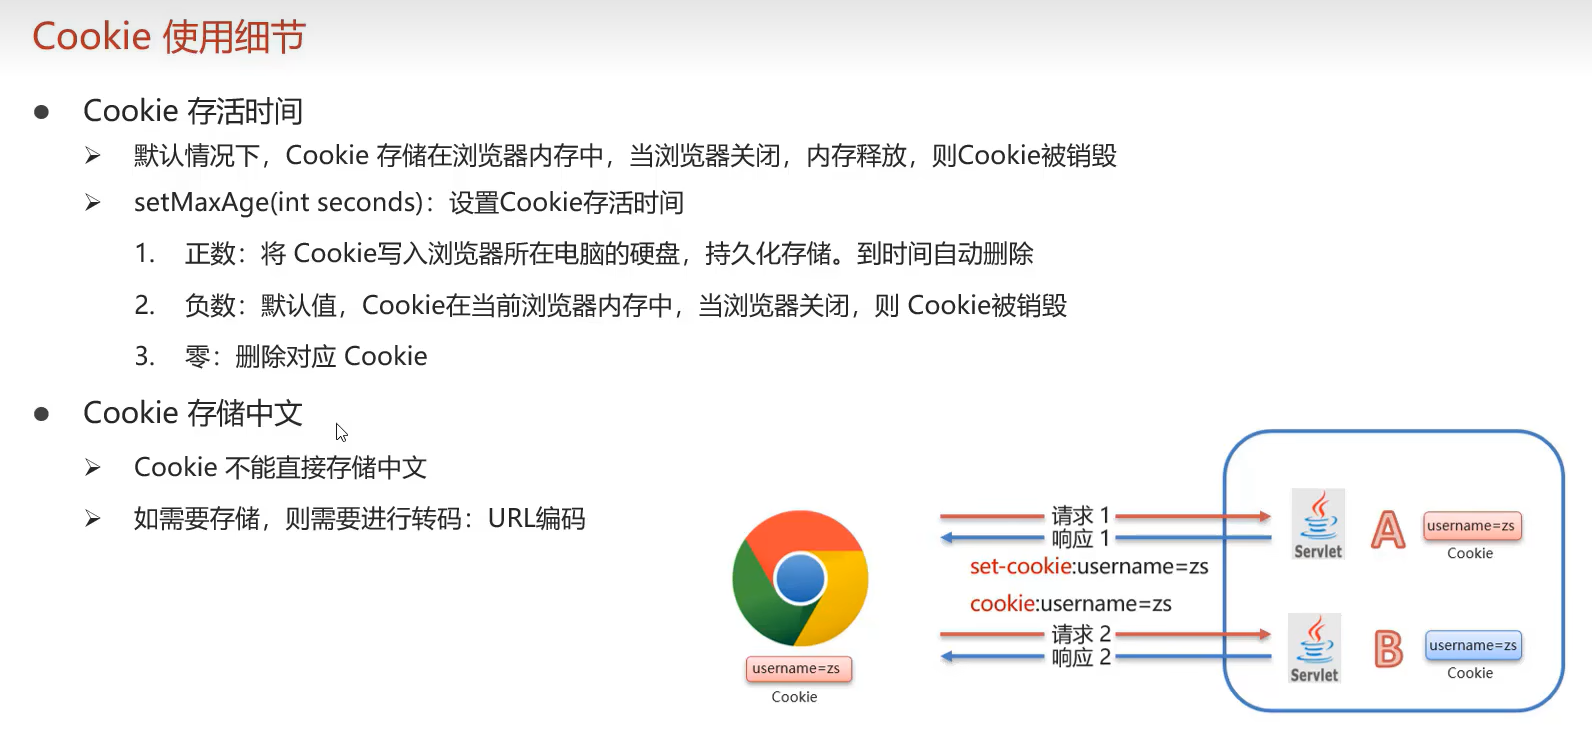 Cookie 使用细节
● Cookie 存活时间
➢ 默认情况下，Cookie 存储在浏览器内存中，当浏览器关闭，内存释放，则Cookie被销毁
➢ setMaxAge(int seconds)：设置Cookie存活时间
1. 正数：将 Cookie写入浏览器所在电脑的硬盘，持久化存储。到时间自动删除
2. 负数：默认值，Cookie在当前浏览器内存中，当浏览器关闭，则 Cookie被销毁
3. 零：删除对应 Cookie
● Cookie 存储中文
➢ Cookie 不能直接存储中文
➢ 如需要存储，则需要进行转码：URL编码
username=zs
Cookie
请求 1
响应 1
set-cookie:username=zs
cookie:username=zs
请求 2
响应 2
Servlet
A
username=zs
Cookie
Servlet
B
username=zs
Cookie